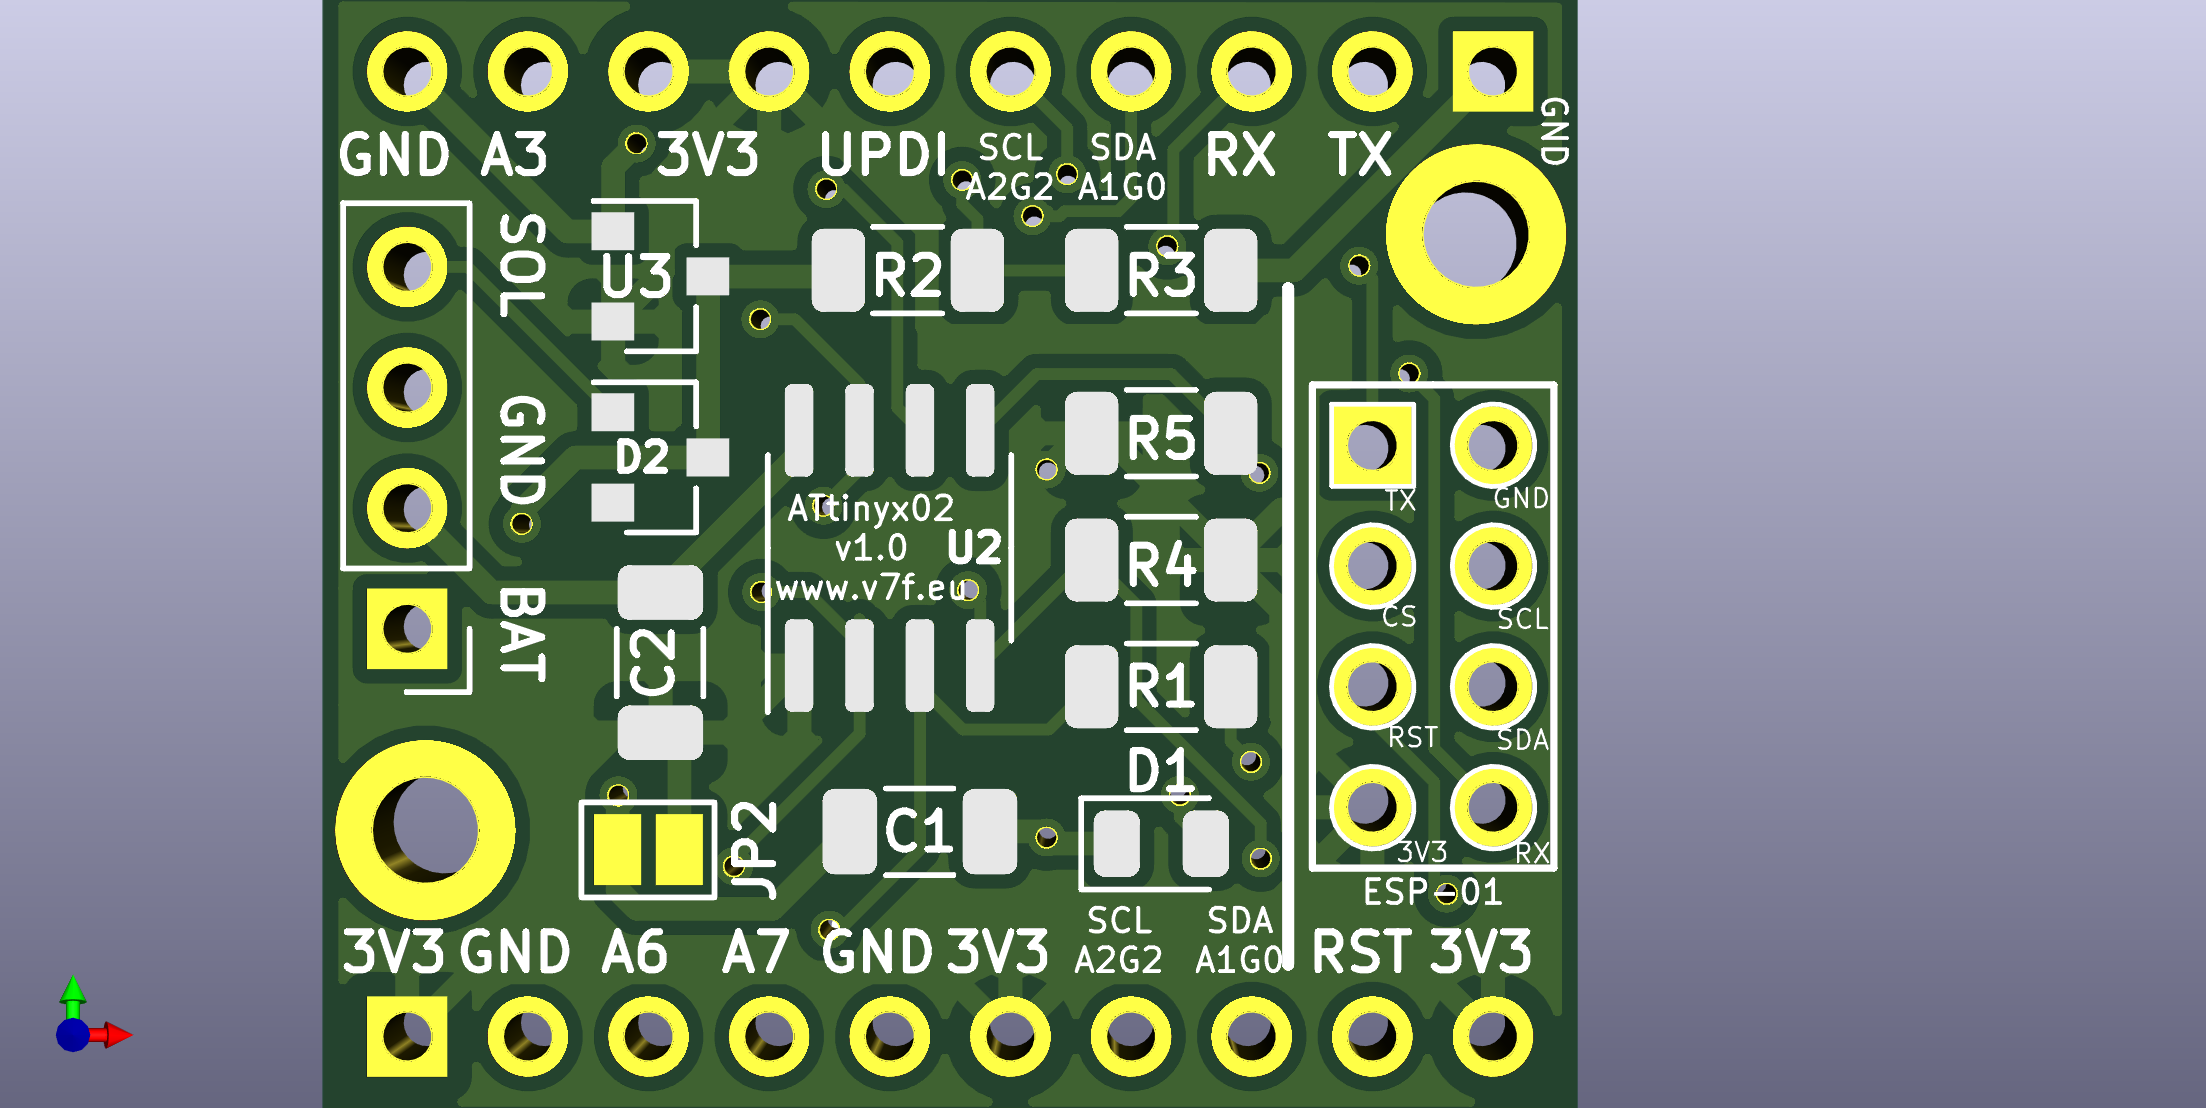 GND A3 3V3 UPDI SCL SDA RX TX GND
A2G2 A1G0
SOL
U3 R2 R3
GND
D2 R5
TX GND
ATtinyx02
v1.0 U2
www.v7f.eu
R4
CS SCL
BAT
C2 R1
RST SDA
D1
JP2
C1
3V3 RX
ESP-01
3V3 GND A6 A7 GND 3V3 SCL SDA RST 3V3
A2G2 A1G0